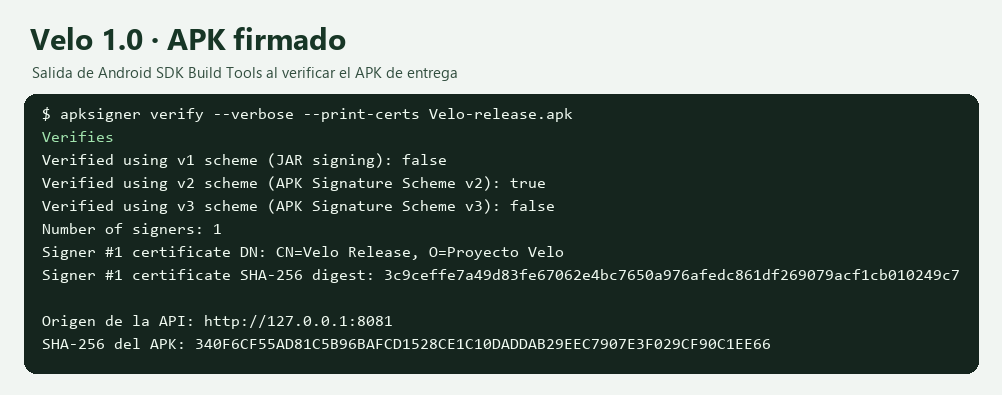 Velo 1.0 · APK firmado
Salida de Android SDK Build Tools al verificar el APK de entrega
$ apksigner verify --verbose --print-certs Velo-release.apk
Verifies
Verified using v1 scheme (JAR signing): false
Verified using v2 scheme (APK Signature Scheme v2): true
Verified using v3 scheme (APK Signature Scheme v3): false
Number of signers: 1
Signer #1 certificate DN: CN=Velo Release, O=Proyecto Velo
Signer #1 certificate SHA-256 digest: 3c9ceffe7a49d83fe67062e4bc7650a976afedc861df269079acf1cb010249c7
Origen de la API: http://127.0.0.1:8081
SHA-256 del APK: 340F6CF55AD81C5B96BAFCD1528CE1C10DADDAB29EEC7907E3F029CF90C1EE66